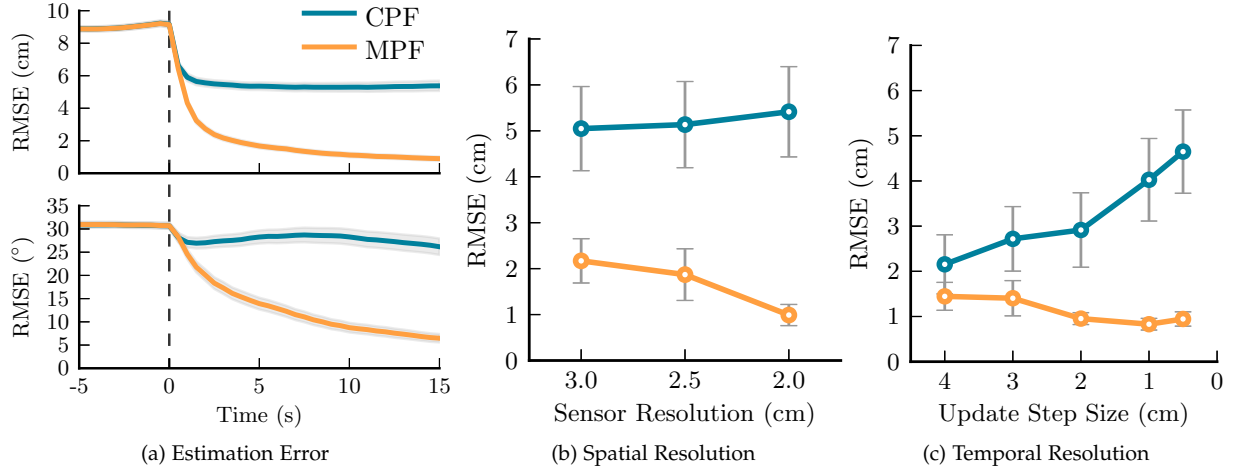 CPF
MPF
RMSE (cm)
10
8
6
4
2
0
RMSE (°)
35
30
25
20
15
10
5
0
-5 0 5 10 15
Time (s)
(a) Estimation Error
RMSE (cm)
7
6
5
4
3
2
1
0
3.0 2.5 2.0
Sensor Resolution (cm)
(b) Spatial Resolution
RMSE (cm)
7
6
5
4
3
2
1
0
4 3 2 1 0
Update Step Size (cm)
(c) Temporal Resolution